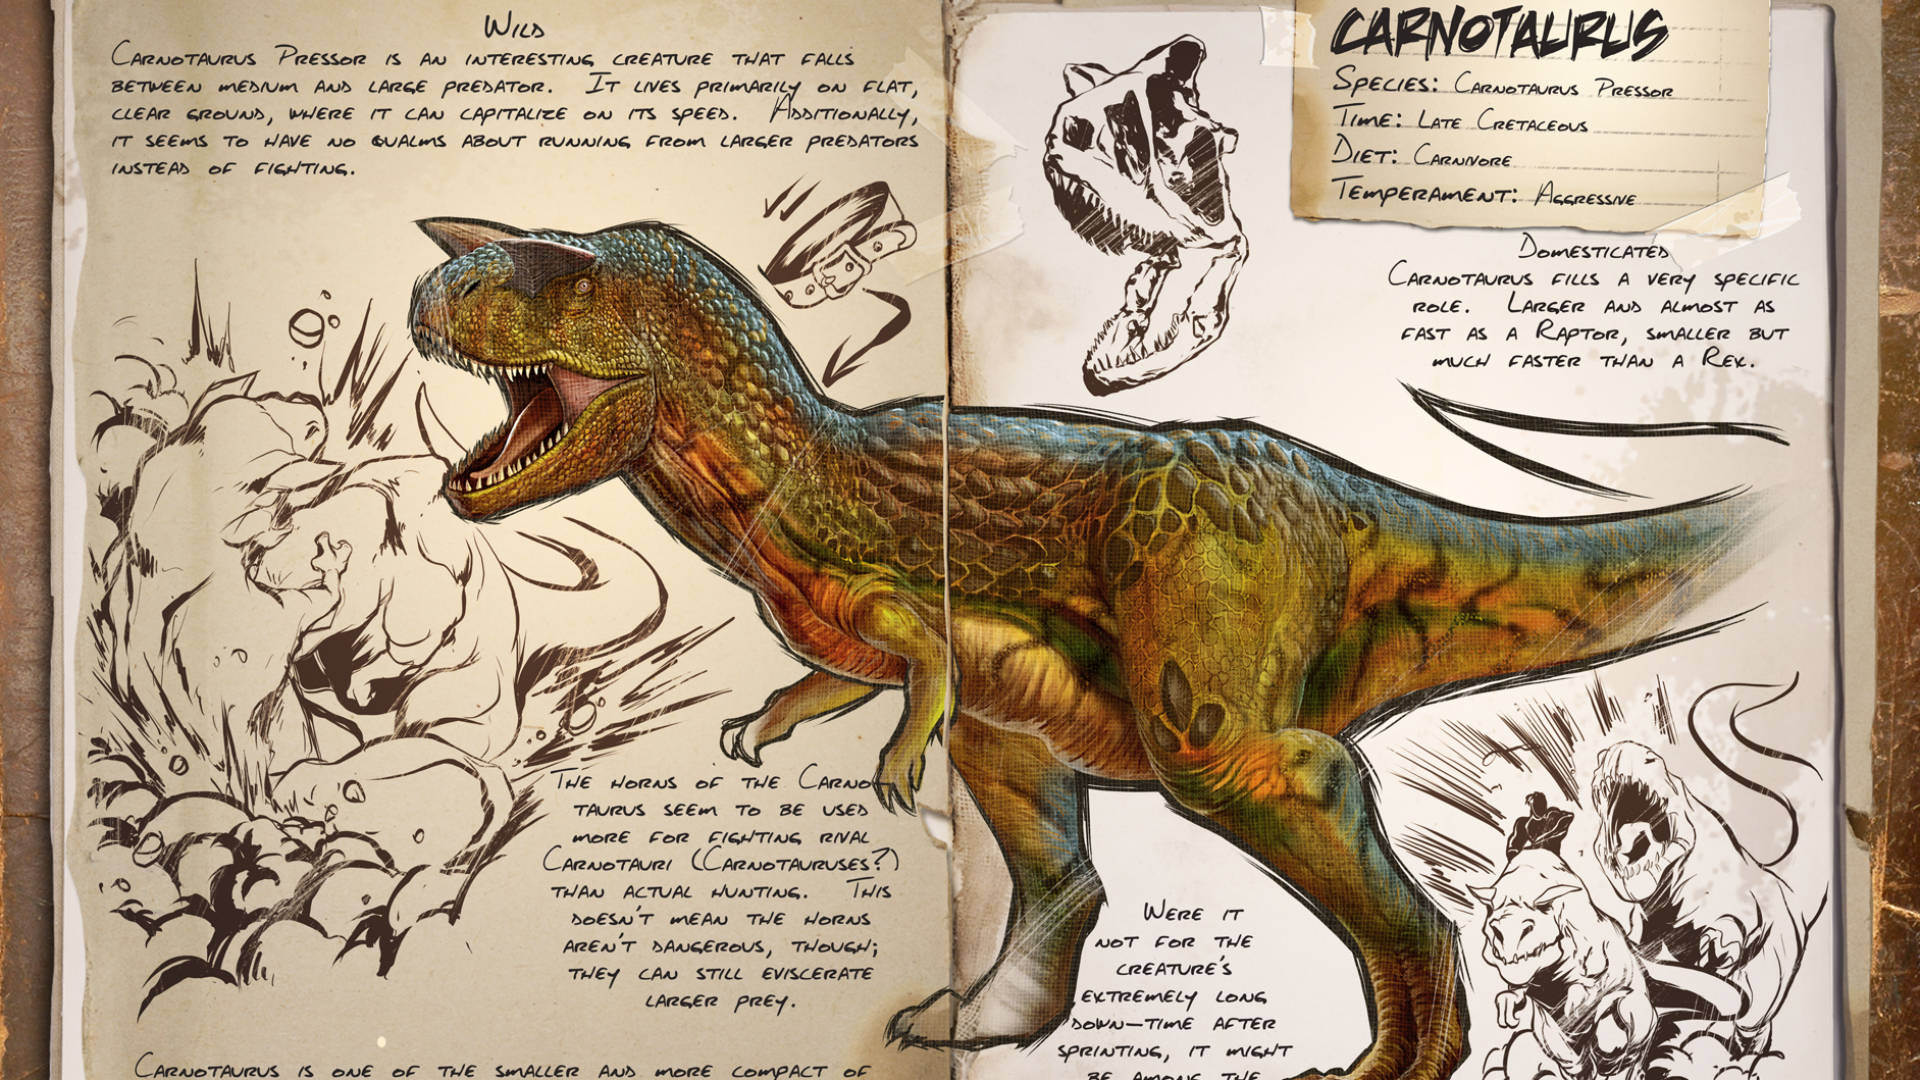 Wild
Carnotaurus Pressor is an interesting creature that falls
between medium and large predator. It lives primarily on flat,
clear ground, where it can capitalize on its speed. Additionally,
it seems to have no qualms about running from larger predators
instead of fighting.
The horns of the Carno
taurus seem to be used
more for fighting rival
Carnotauri (Carnotauruses?)
than actual hunting. This
doesn't mean the horns
aren't dangerous, though;
they can still eviscerate
larger prey.
Carnotaurus is one of the smaller and more compact of
CARNOTAURUS
Species: Carnotaurus Pressor
Time: Late Cretaceous
Diet: Carnivore
Temperament: Aggressive
Domesticated
Carnotaurus fills a very specific
role. Larger and almost as
fast as a Raptor, smaller but
much faster than a Rex.
Were it
not for the
creature's
extremely long
down-time after
sprinting, it might
be among the